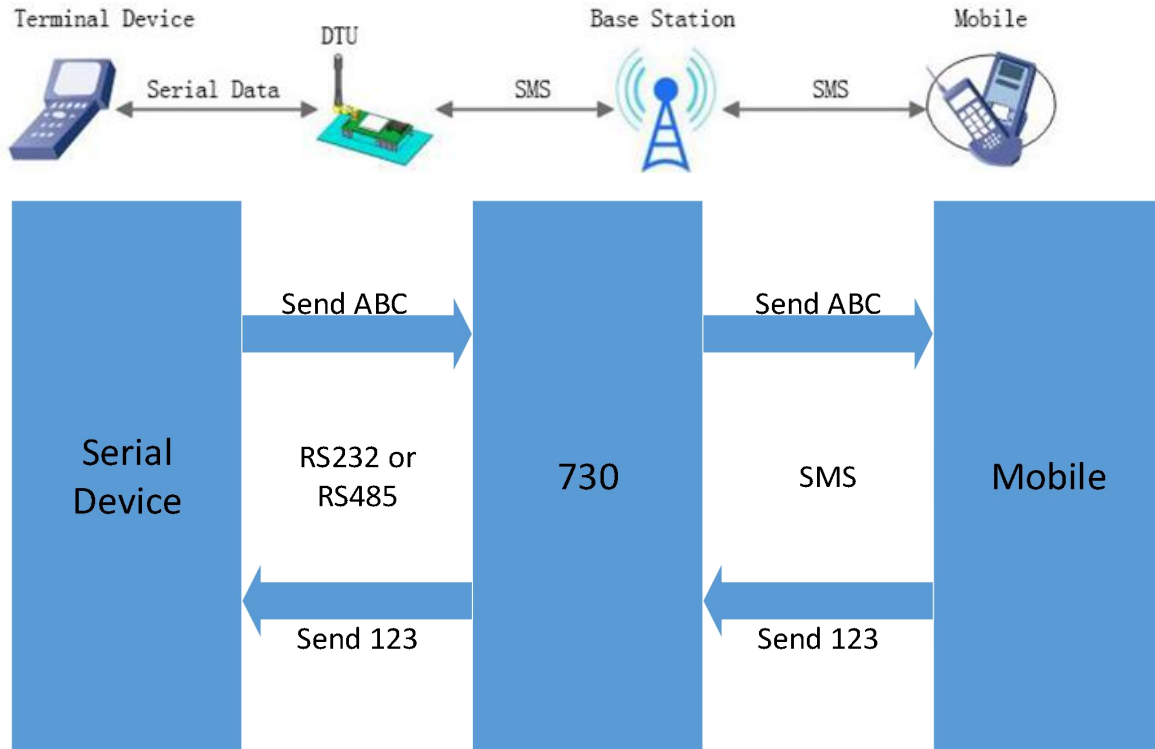 Terminal Device
DTU
Base Station
Mobile
Serial Data
SMS
SMS
Send ABC
Send ABC
Serial
Device
RS232 or
RS485
730
SMS
Mobile
Send 123
Send 123